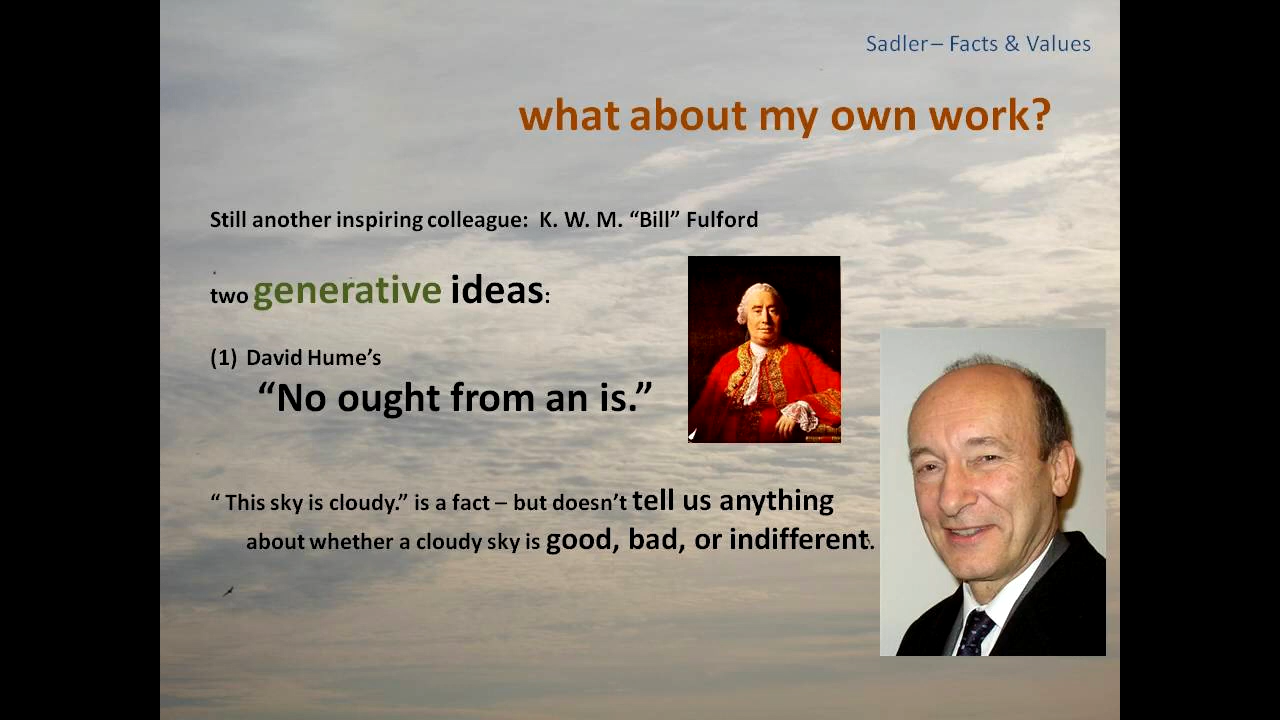 Sadler – Facts & Values
what about my own work?
Still another inspiring colleague: K. W. M. “Bill” Fulford
two generative ideas:
(1) David Hume’s
“No ought from an is.”
“ This sky is cloudy.” is a fact – but doesn’t tell us anything
about whether a cloudy sky is good, bad, or indifferent.